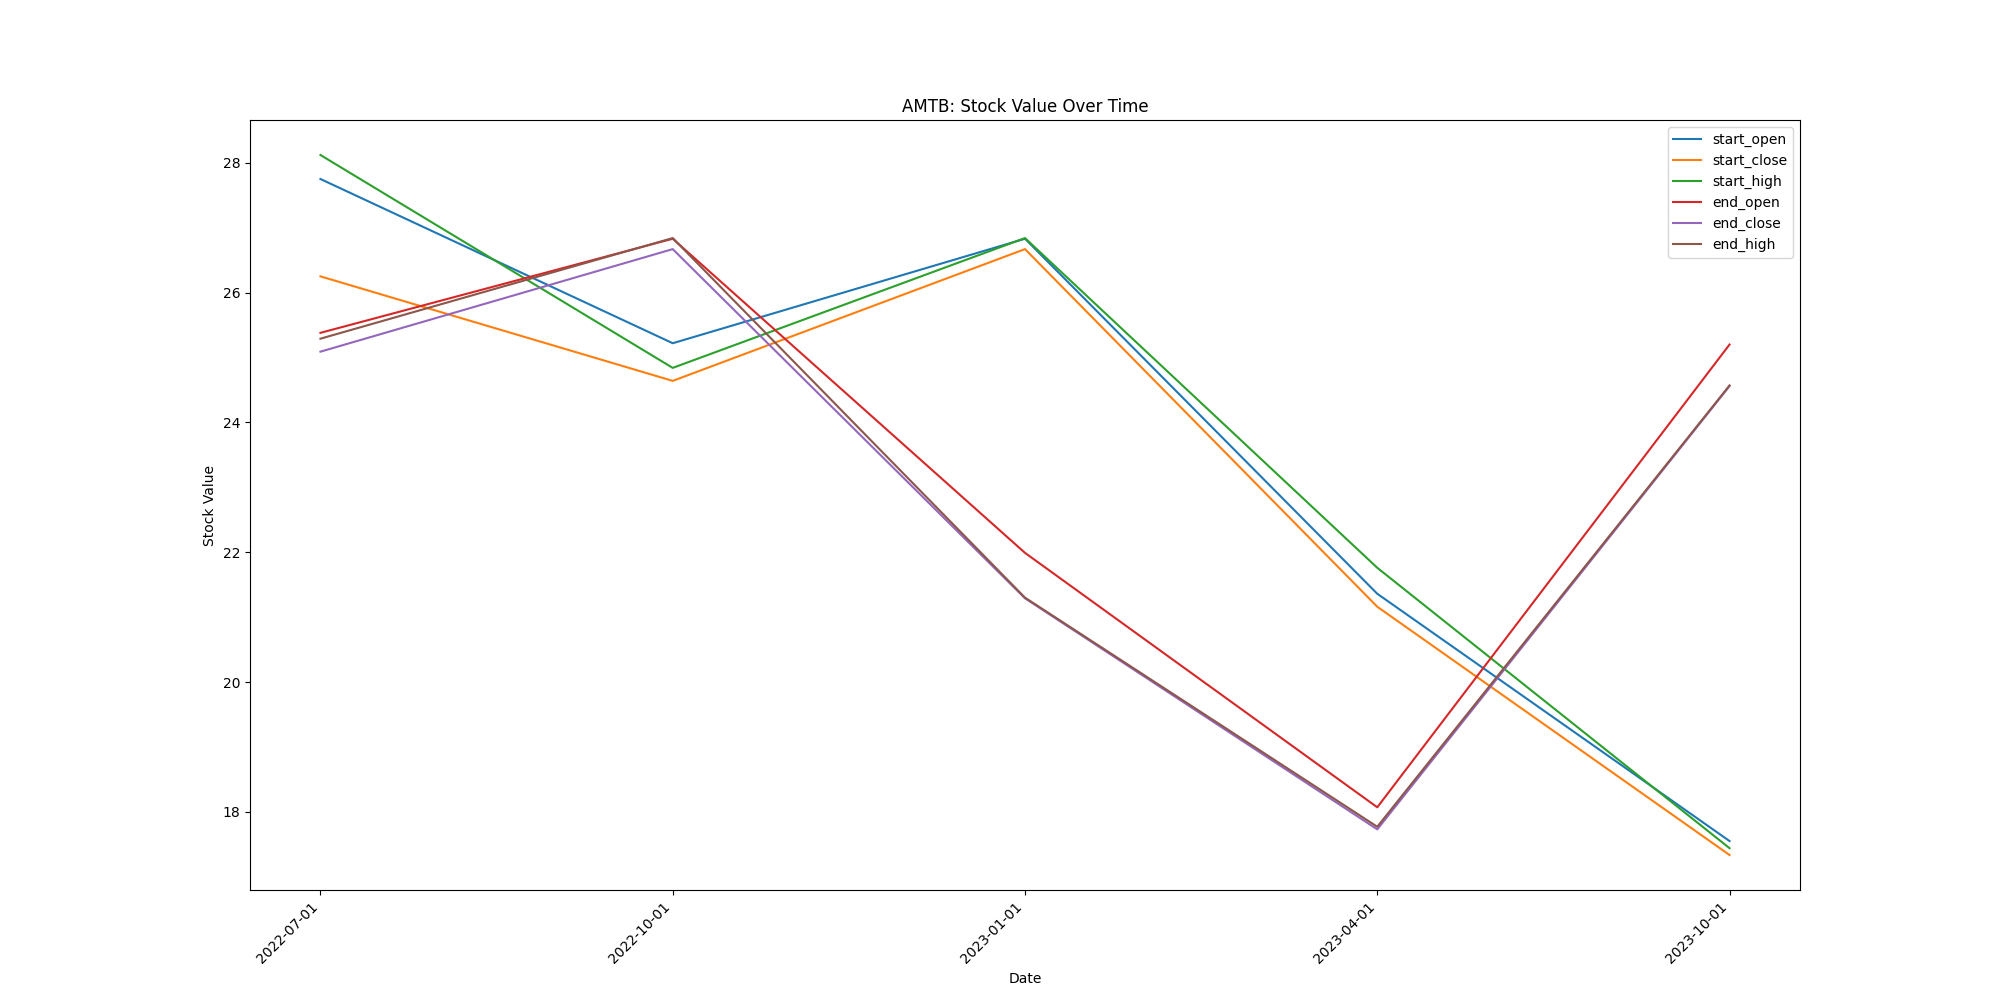 AMTB: Stock Value Over Time
start_open
start_close
start_high
end_open
end_close
end_high
Stock Value
28
26
24
22
20
18
2022-07-01
2022-10-01
2023-01-01
2023-04-01
2023-10-01
Date